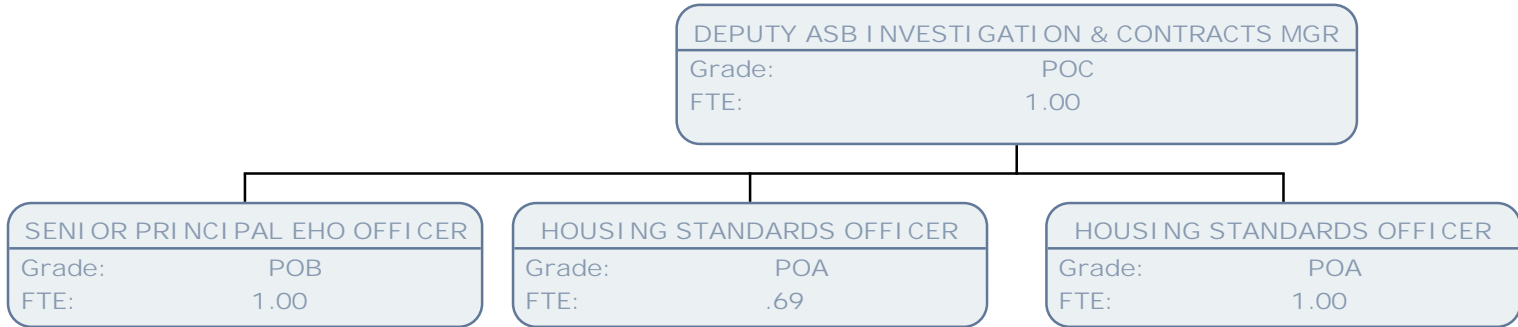 DEPUTY ASB INVESTIGATION & CONTRACTS MGR
Grade: POC
FTE: 1.00
SENIOR PRINCIPAL EHO OFFICER
Grade: POB
FTE: 1.00
HOUSING STANDARDS OFFICER
Grade: POA
FTE: .69
HOUSING STANDARDS OFFICER
Grade: POA
FTE: 1.00